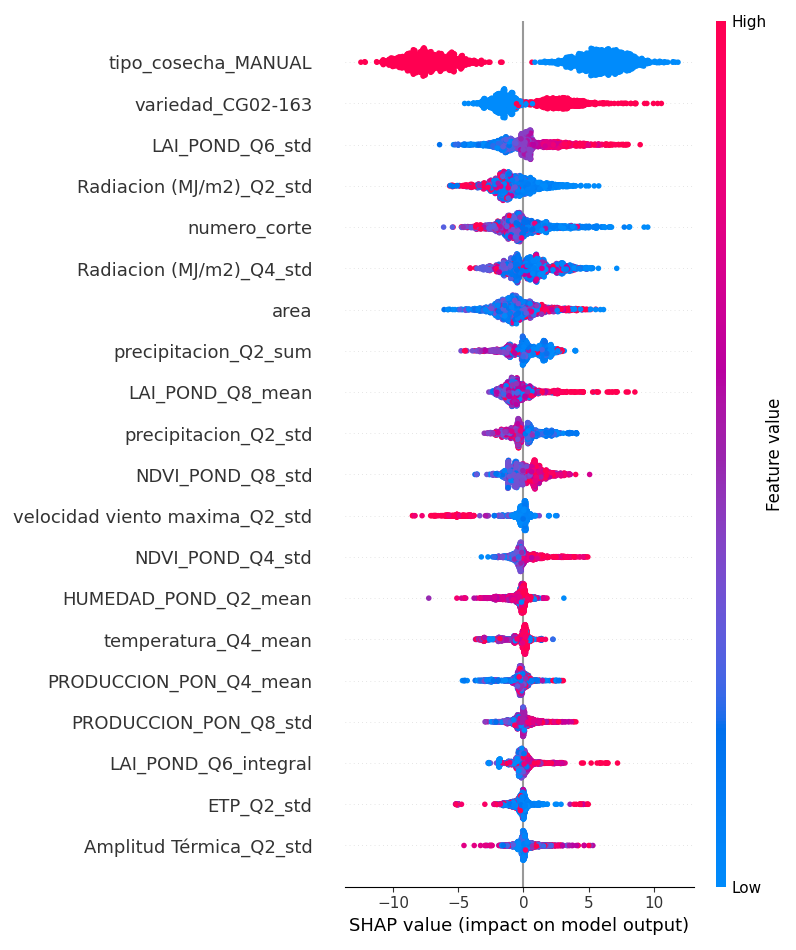 High
tipo_cosecha_MANUAL
variedad_CG02-163
LAI_POND_Q6_std
Radiacion (MJ/m2)_Q2_std
numero_corte
Radiacion (MJ/m2)_Q4_std
area
precipitacion_Q2_sum
LAI_POND_Q8_mean
precipitacion_Q2_std
NDVI_POND_Q8_std
velocidad viento maxima_Q2_std
NDVI_POND_Q4_std
HUMEDAD_POND_Q2_mean
temperatura_Q4_mean
PRODUCCION_PON_Q4_mean
PRODUCCION_PON_Q8_std
LAI_POND_Q6_integral
ETP_Q2_std
Amplitud Térmica_Q2_std
Feature value
Low
−10 −5 0 5 10
SHAP value (impact on model output)